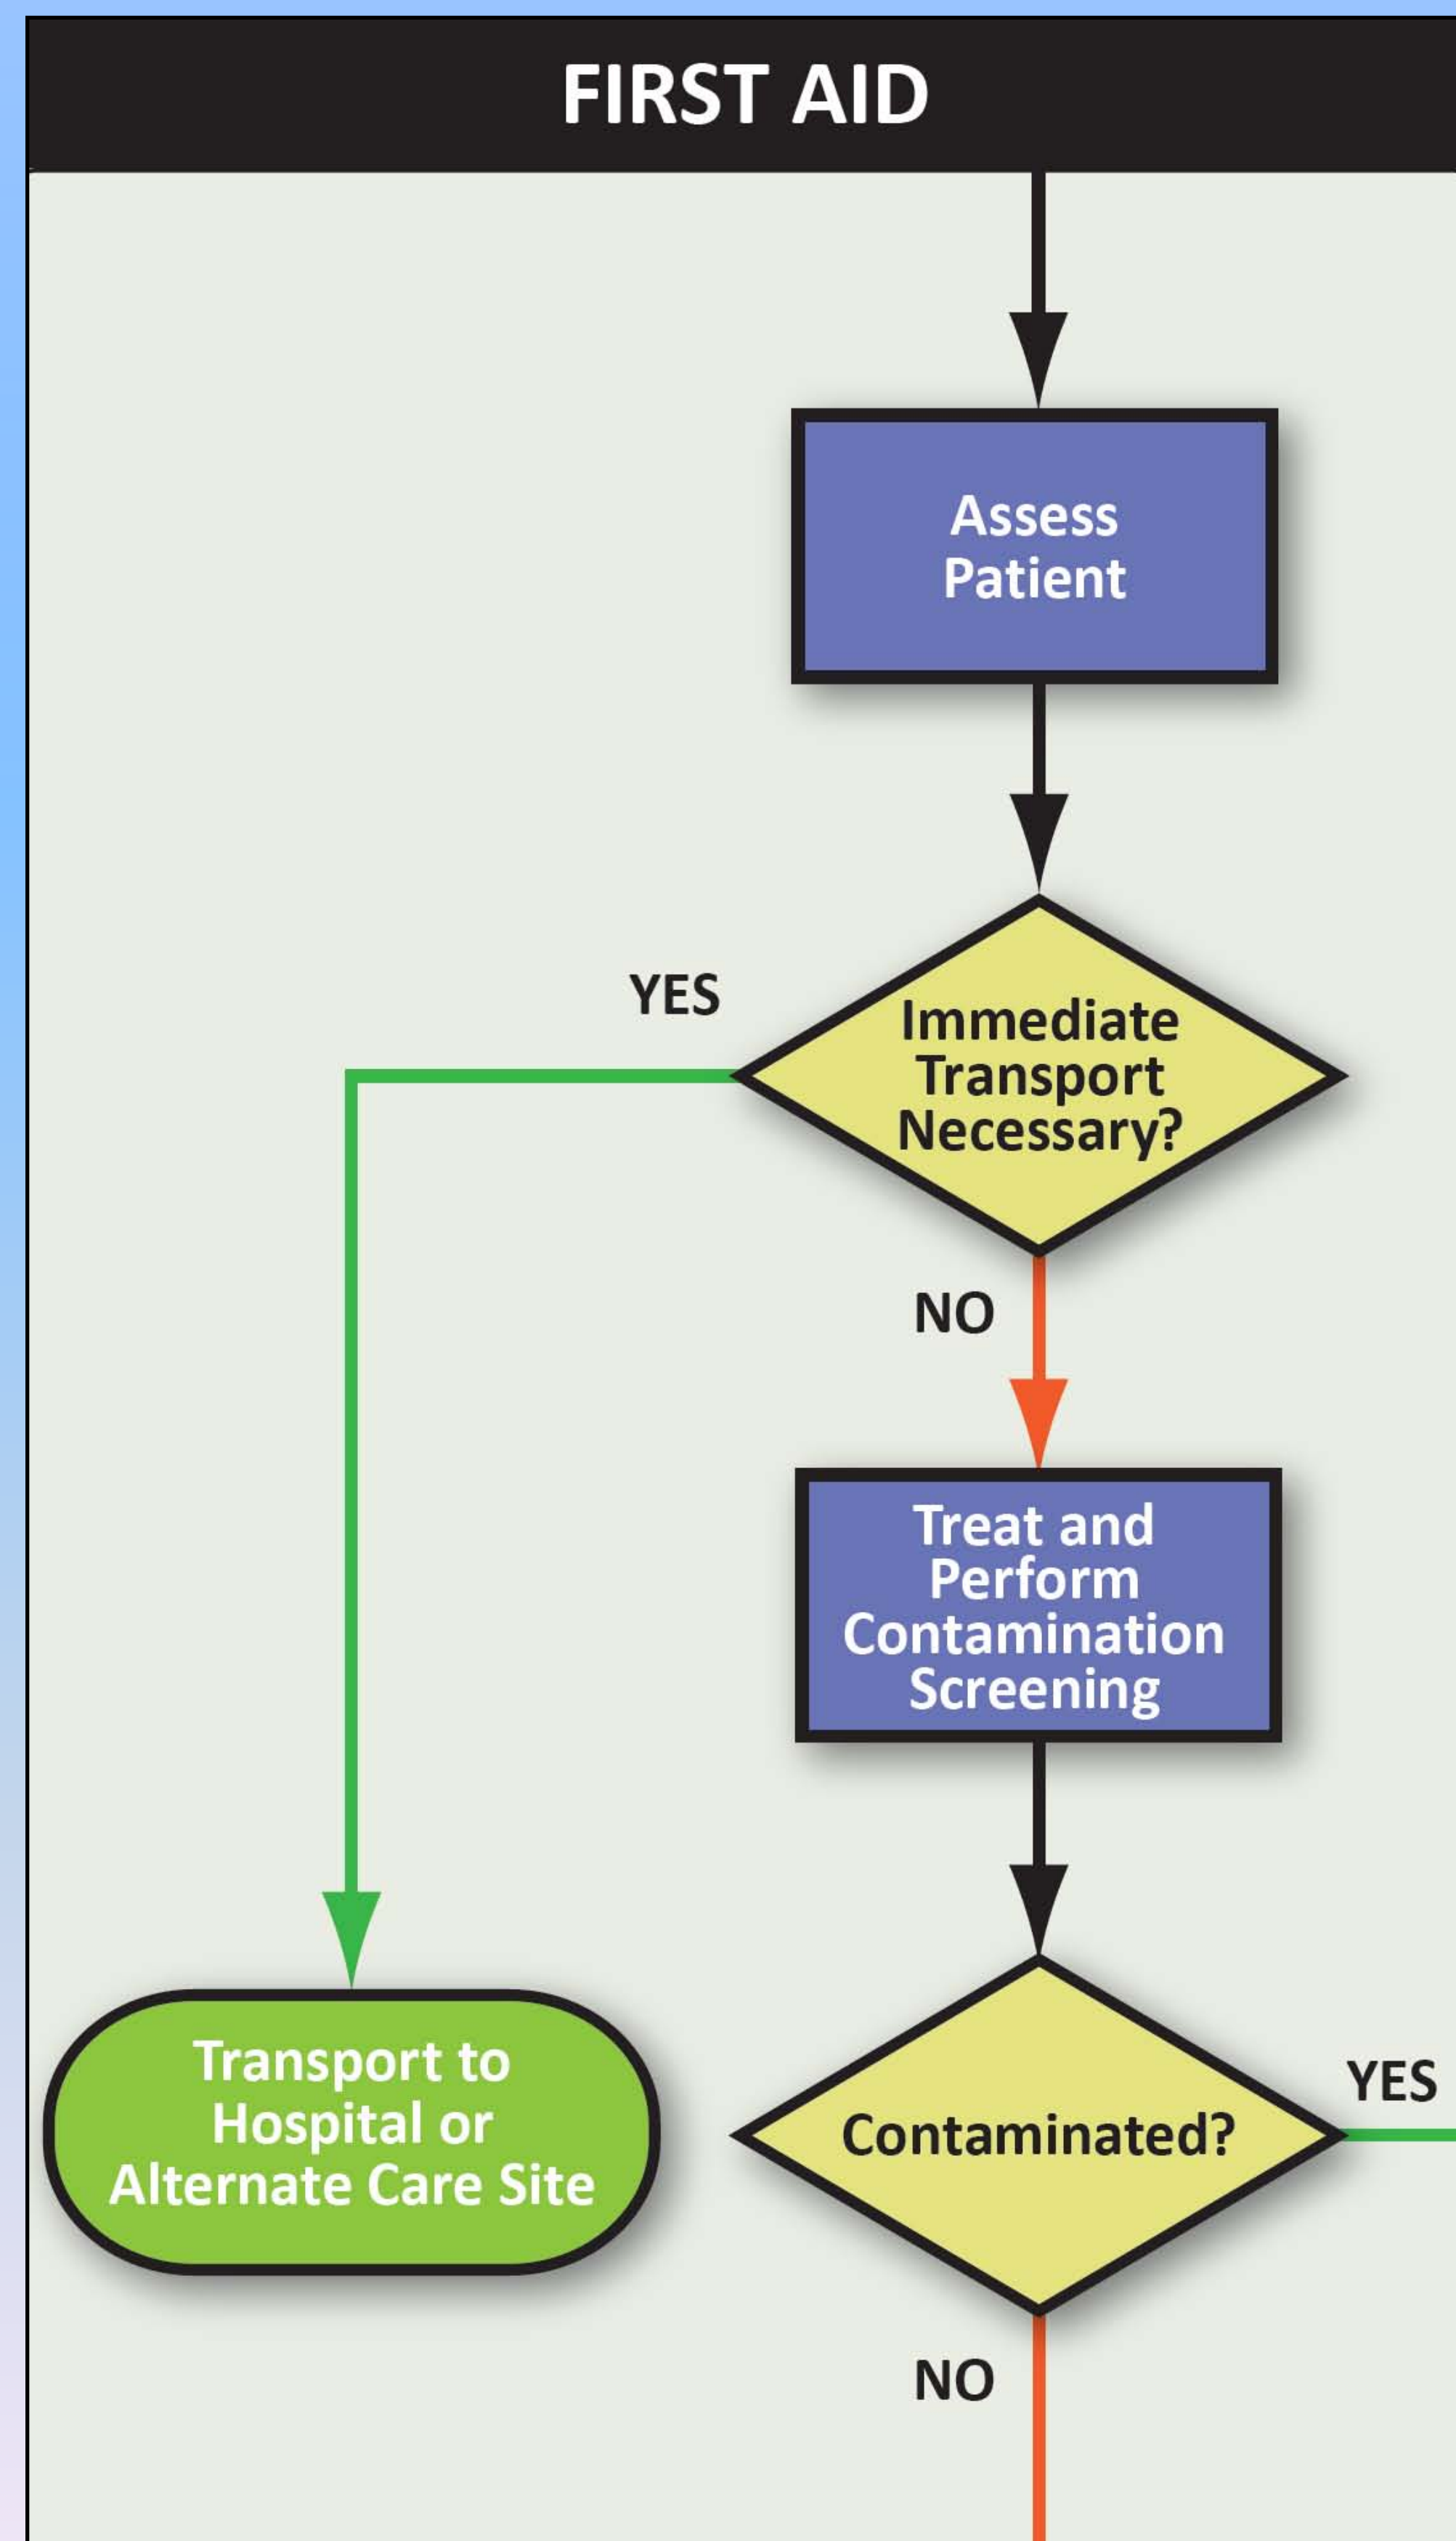 FIRST AID
Assess
Patient
YES
Immediate
Transport
Necessary?
NO
Treat and
Perform
Contamination
Screening
Transport to
Hospital or
Alternate Care Site
Contaminated?
YES
NO